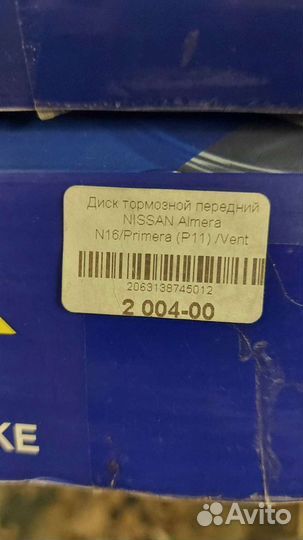 Диск тормозной передний
NISSAN Almera
N16/Primera (P11) /Vent
2063138745012
2 004-00
KE
Avito